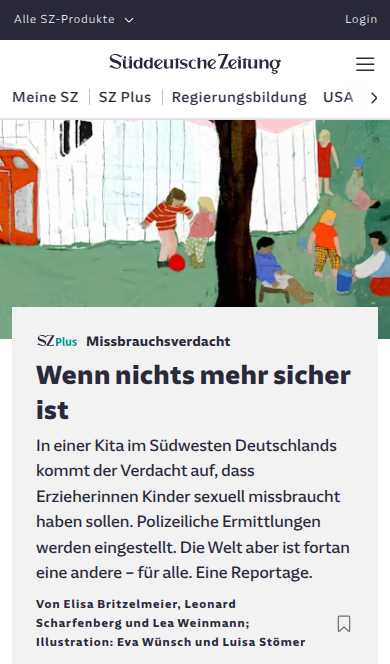 Alle SZ-Produkte
Login
Süddeutsche Zeitung
Meine SZ
SZ Plus
Regierungsbildung
USA
SZ Plus Missbrauchsverdacht
Wenn nichts mehr sicher
ist
In einer Kita im Südwesten Deutschlands
kommt der Verdacht auf, dass
Erzieherinnen Kinder sexuell missbraucht
haben sollen. Polizeiliche Ermittlungen
werden eingestellt. Die Welt aber ist fortan
eine andere – für alle. Eine Reportage.
Von Elisa Britzelmeier, Leonard
Scharfenberg und Lea Weinmann;
Illustration: Eva Wünsch und Luisa Stömer